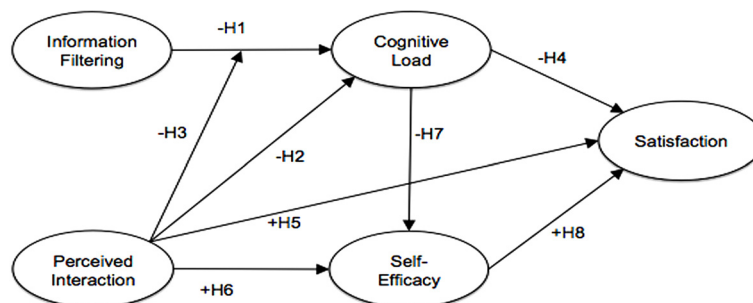 -H1
Information
Filtering
Cognitive
Load
-H4
-H3
-H2
-H7
Satisfaction
+H5
+H8
Perceived
Interaction
+H6
Self-
Efficacy